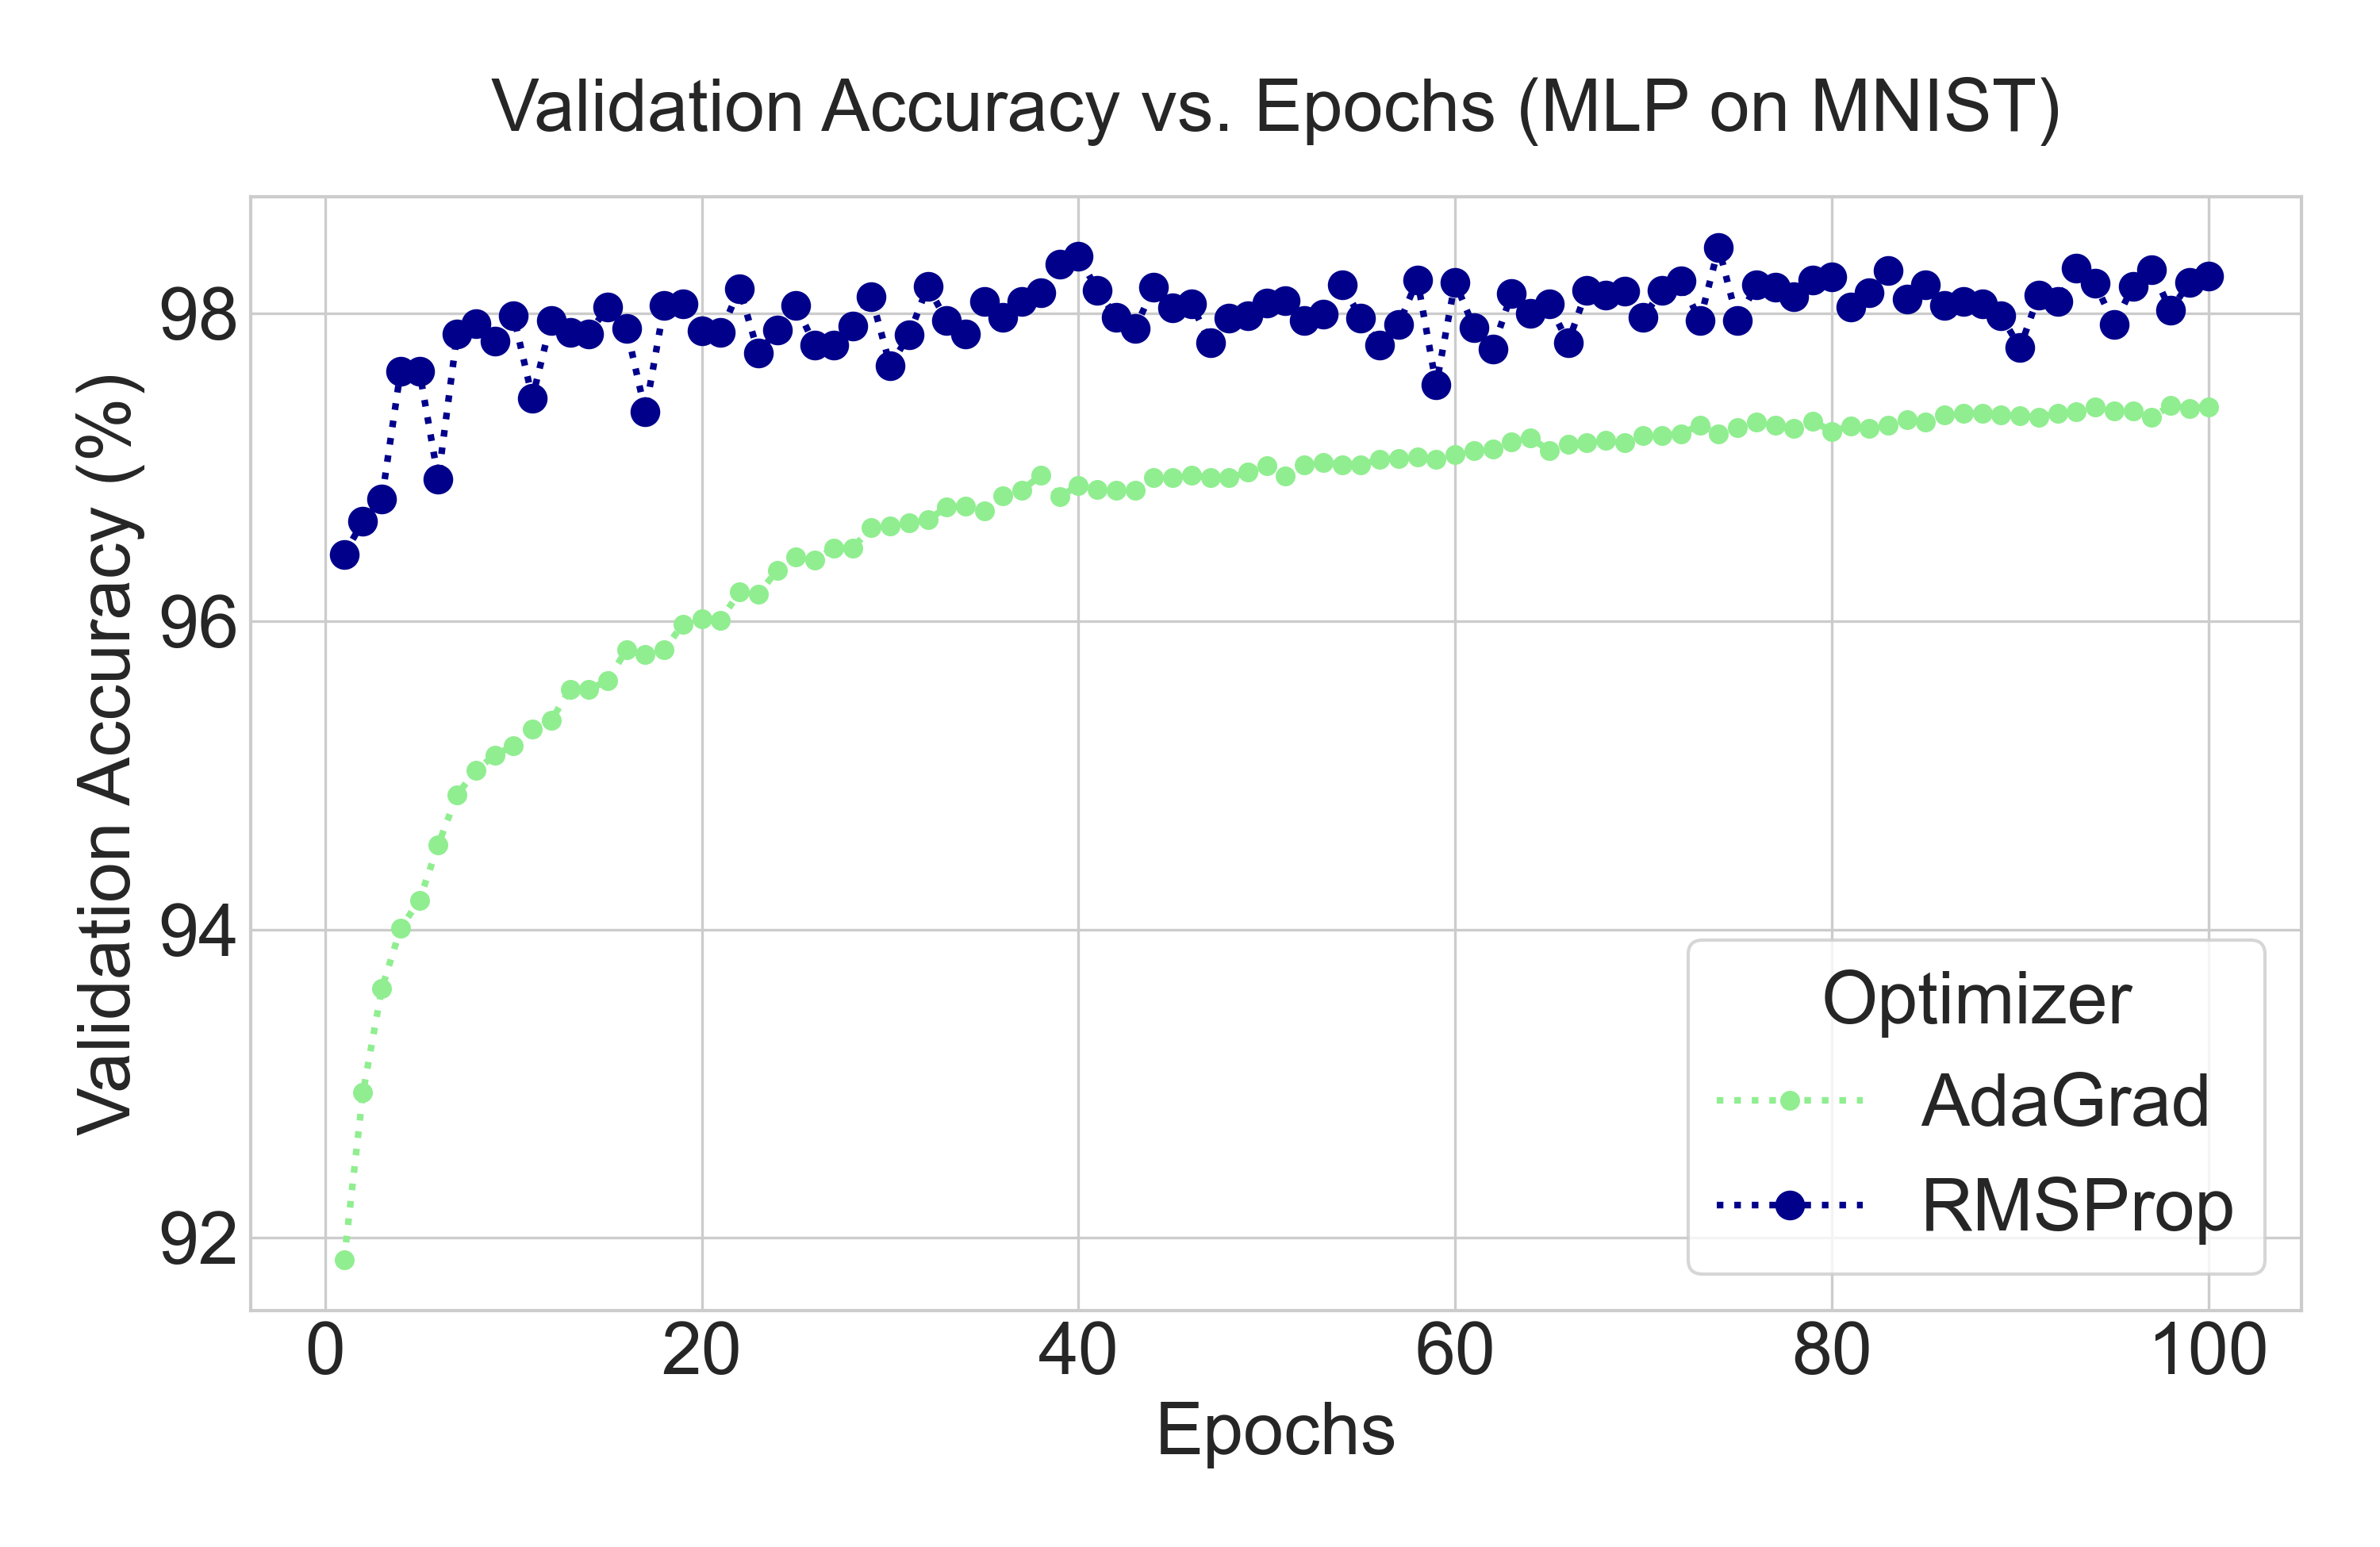 Validation Accuracy vs. Epochs (MLP on MNIST)
Validation Accuracy (%)
98
96
94
92
0 20 40 60 80 100
Epochs
Optimizer
AdaGrad
RMSProp